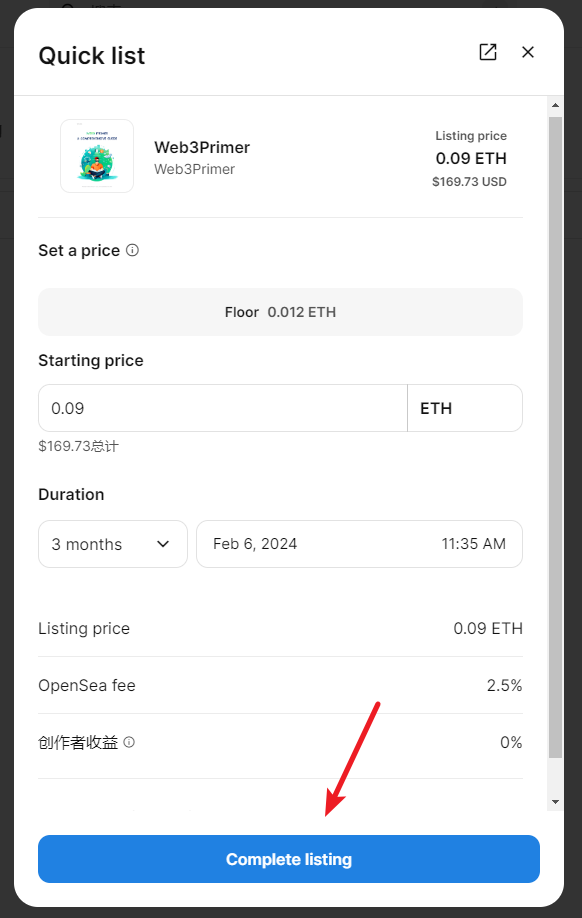 Quick list
Web3Primer
Web3Primer
Listing price
0.09 ETH
$169.73 USD
Set a price
Floor 0.012 ETH
Starting price
0.09 ETH
$169.73总计
Duration
3 months Feb 6, 2024 11:35 AM
Listing price 0.09 ETH
OpenSea fee 2.5%
创作者收益 0%
Complete listing